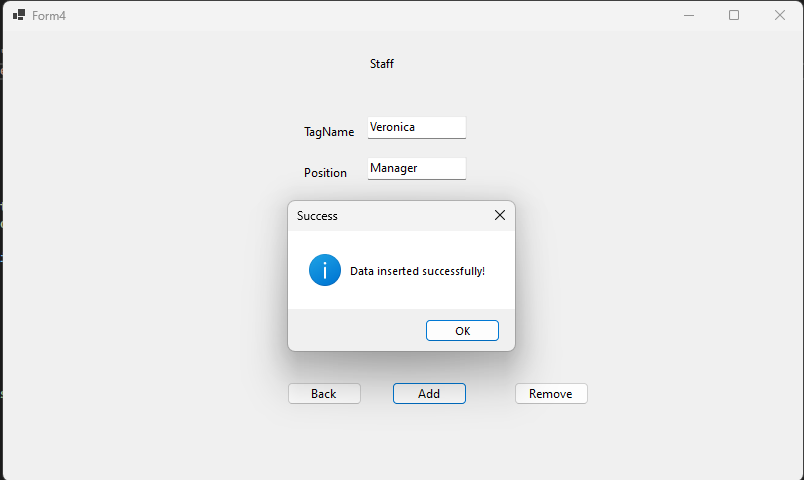 Form4
Staff
TagName Veronica
Position Manager
Success
Data inserted successfully!
OK
Back Add Remove